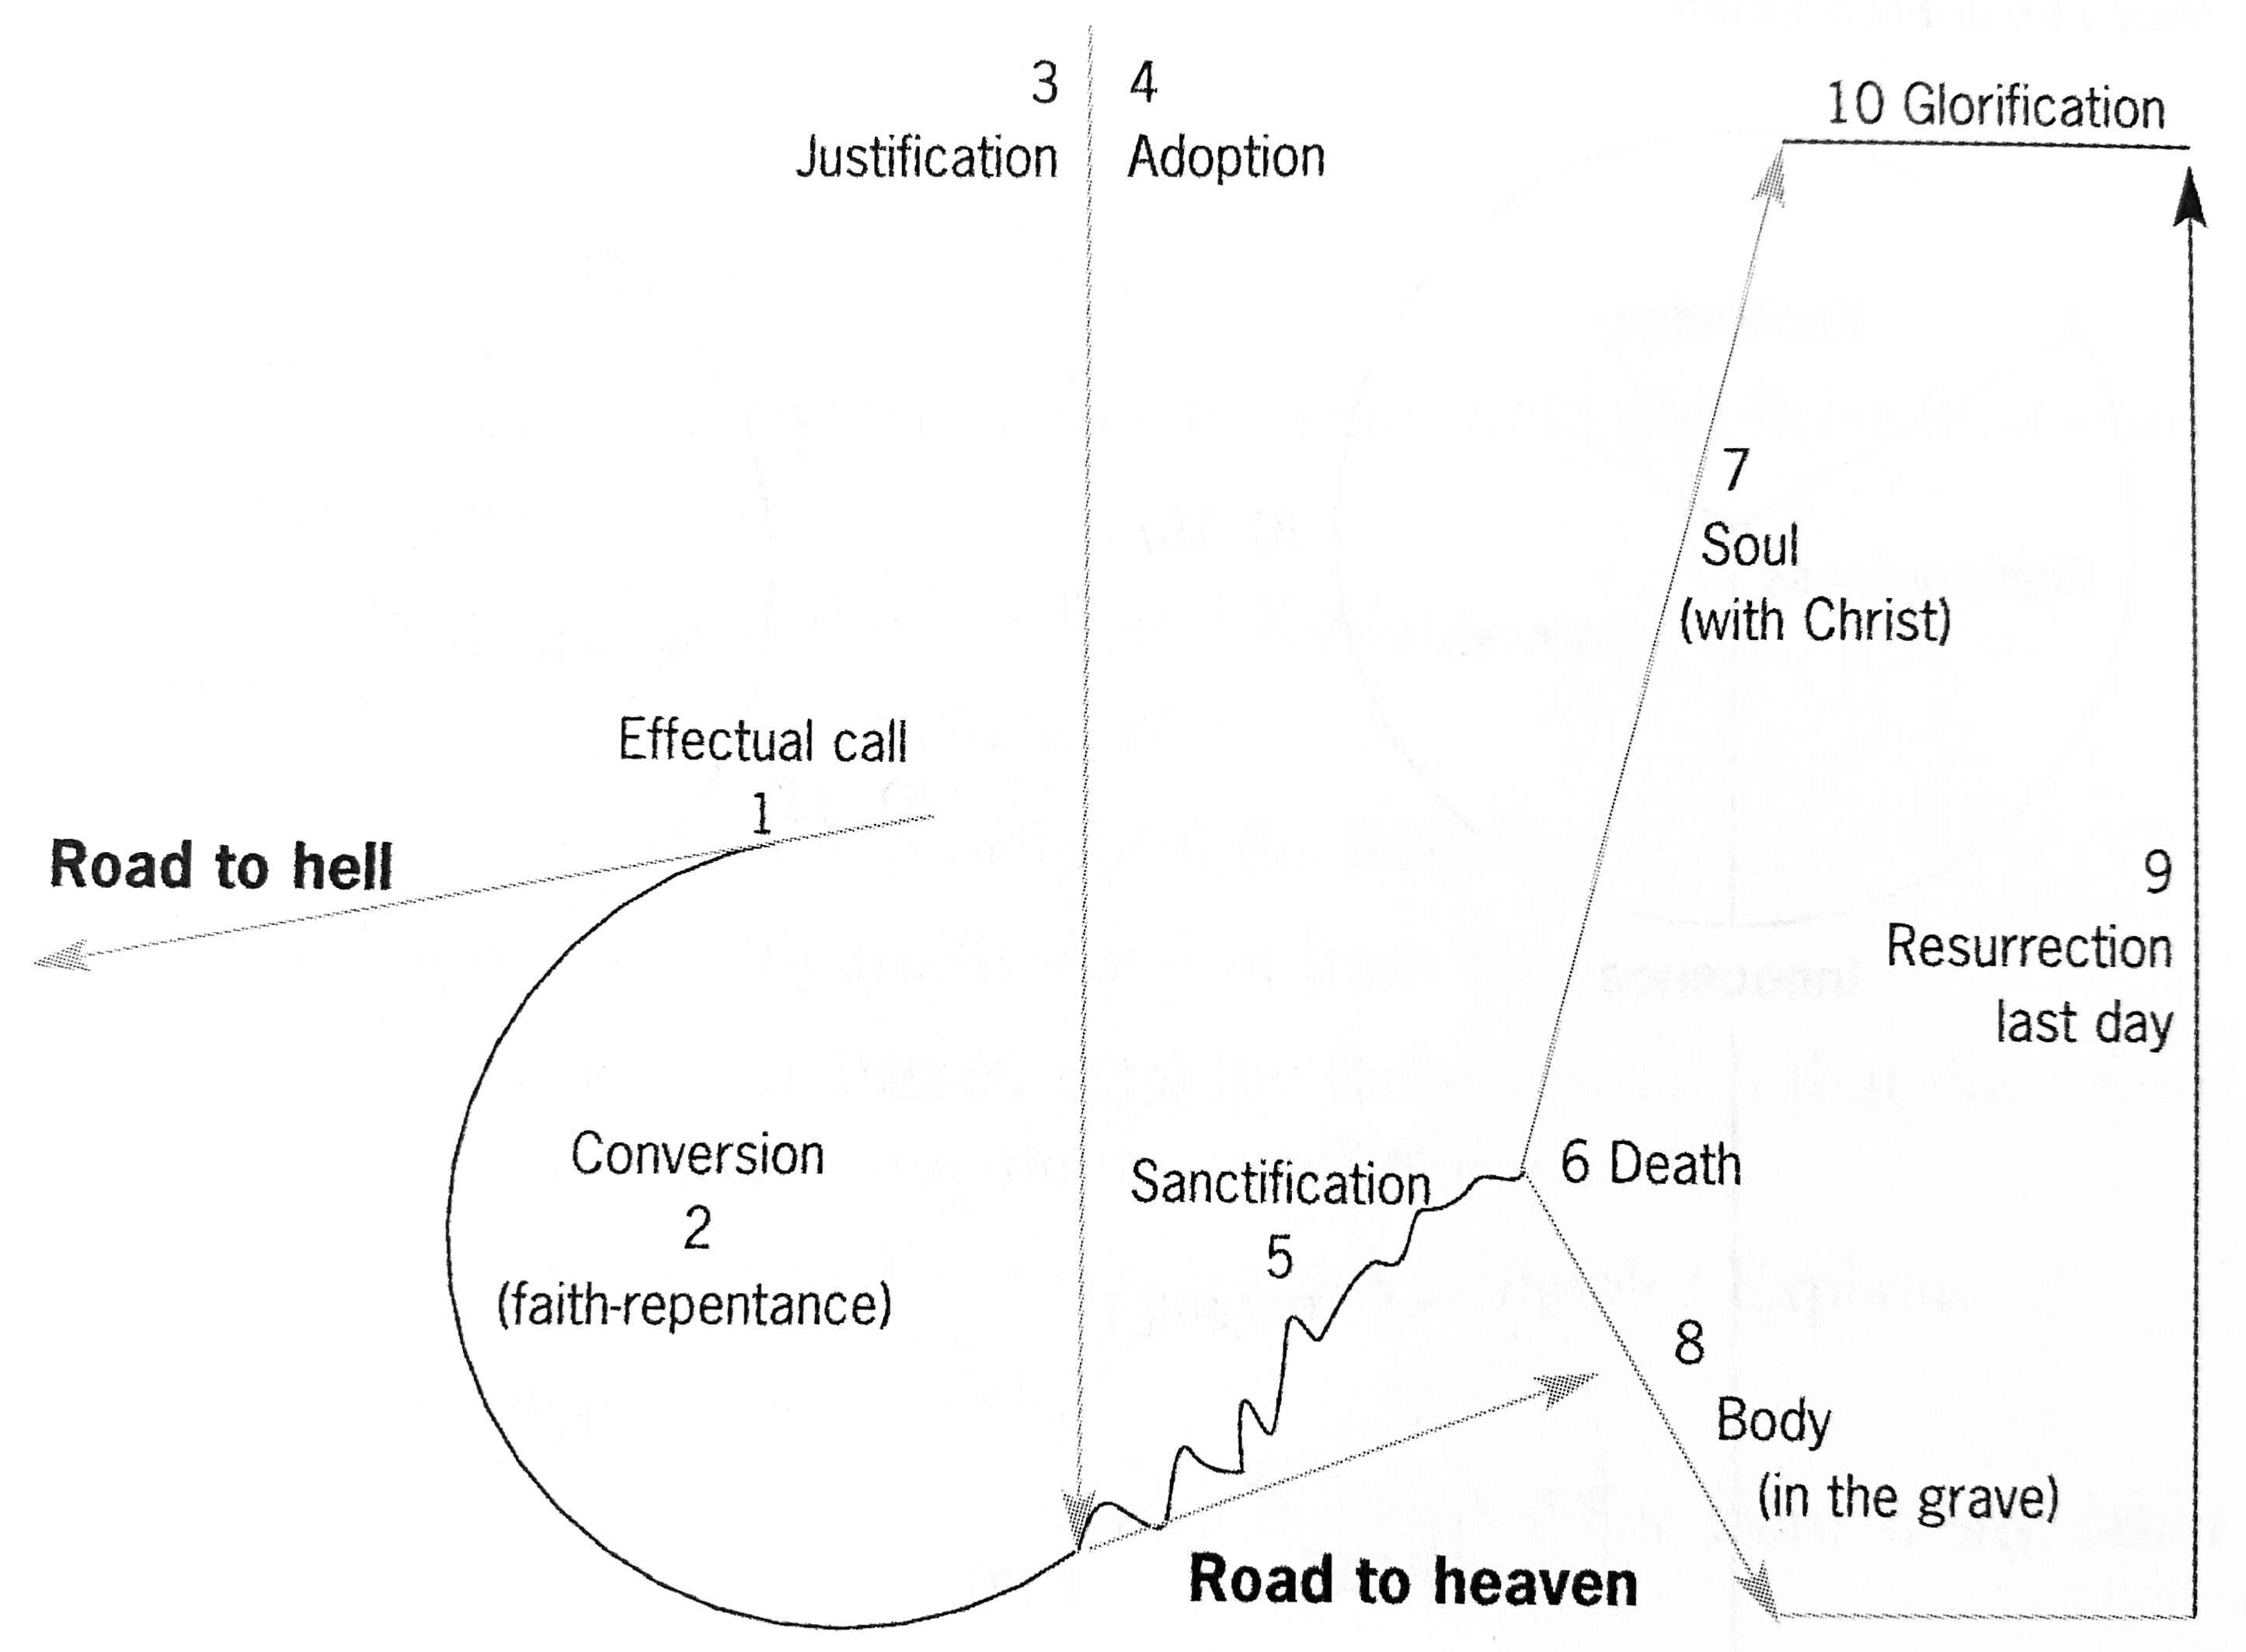 3
Justification
4
Adoption
10 Glorification
7
Soul
(with Christ)
Effectual call
1
Road to hell
9
Resurrection
last day
Conversion
2
(faith-repentance)
Sanctification
5
6 Death
8
Body
(in the grave)
Road to heaven